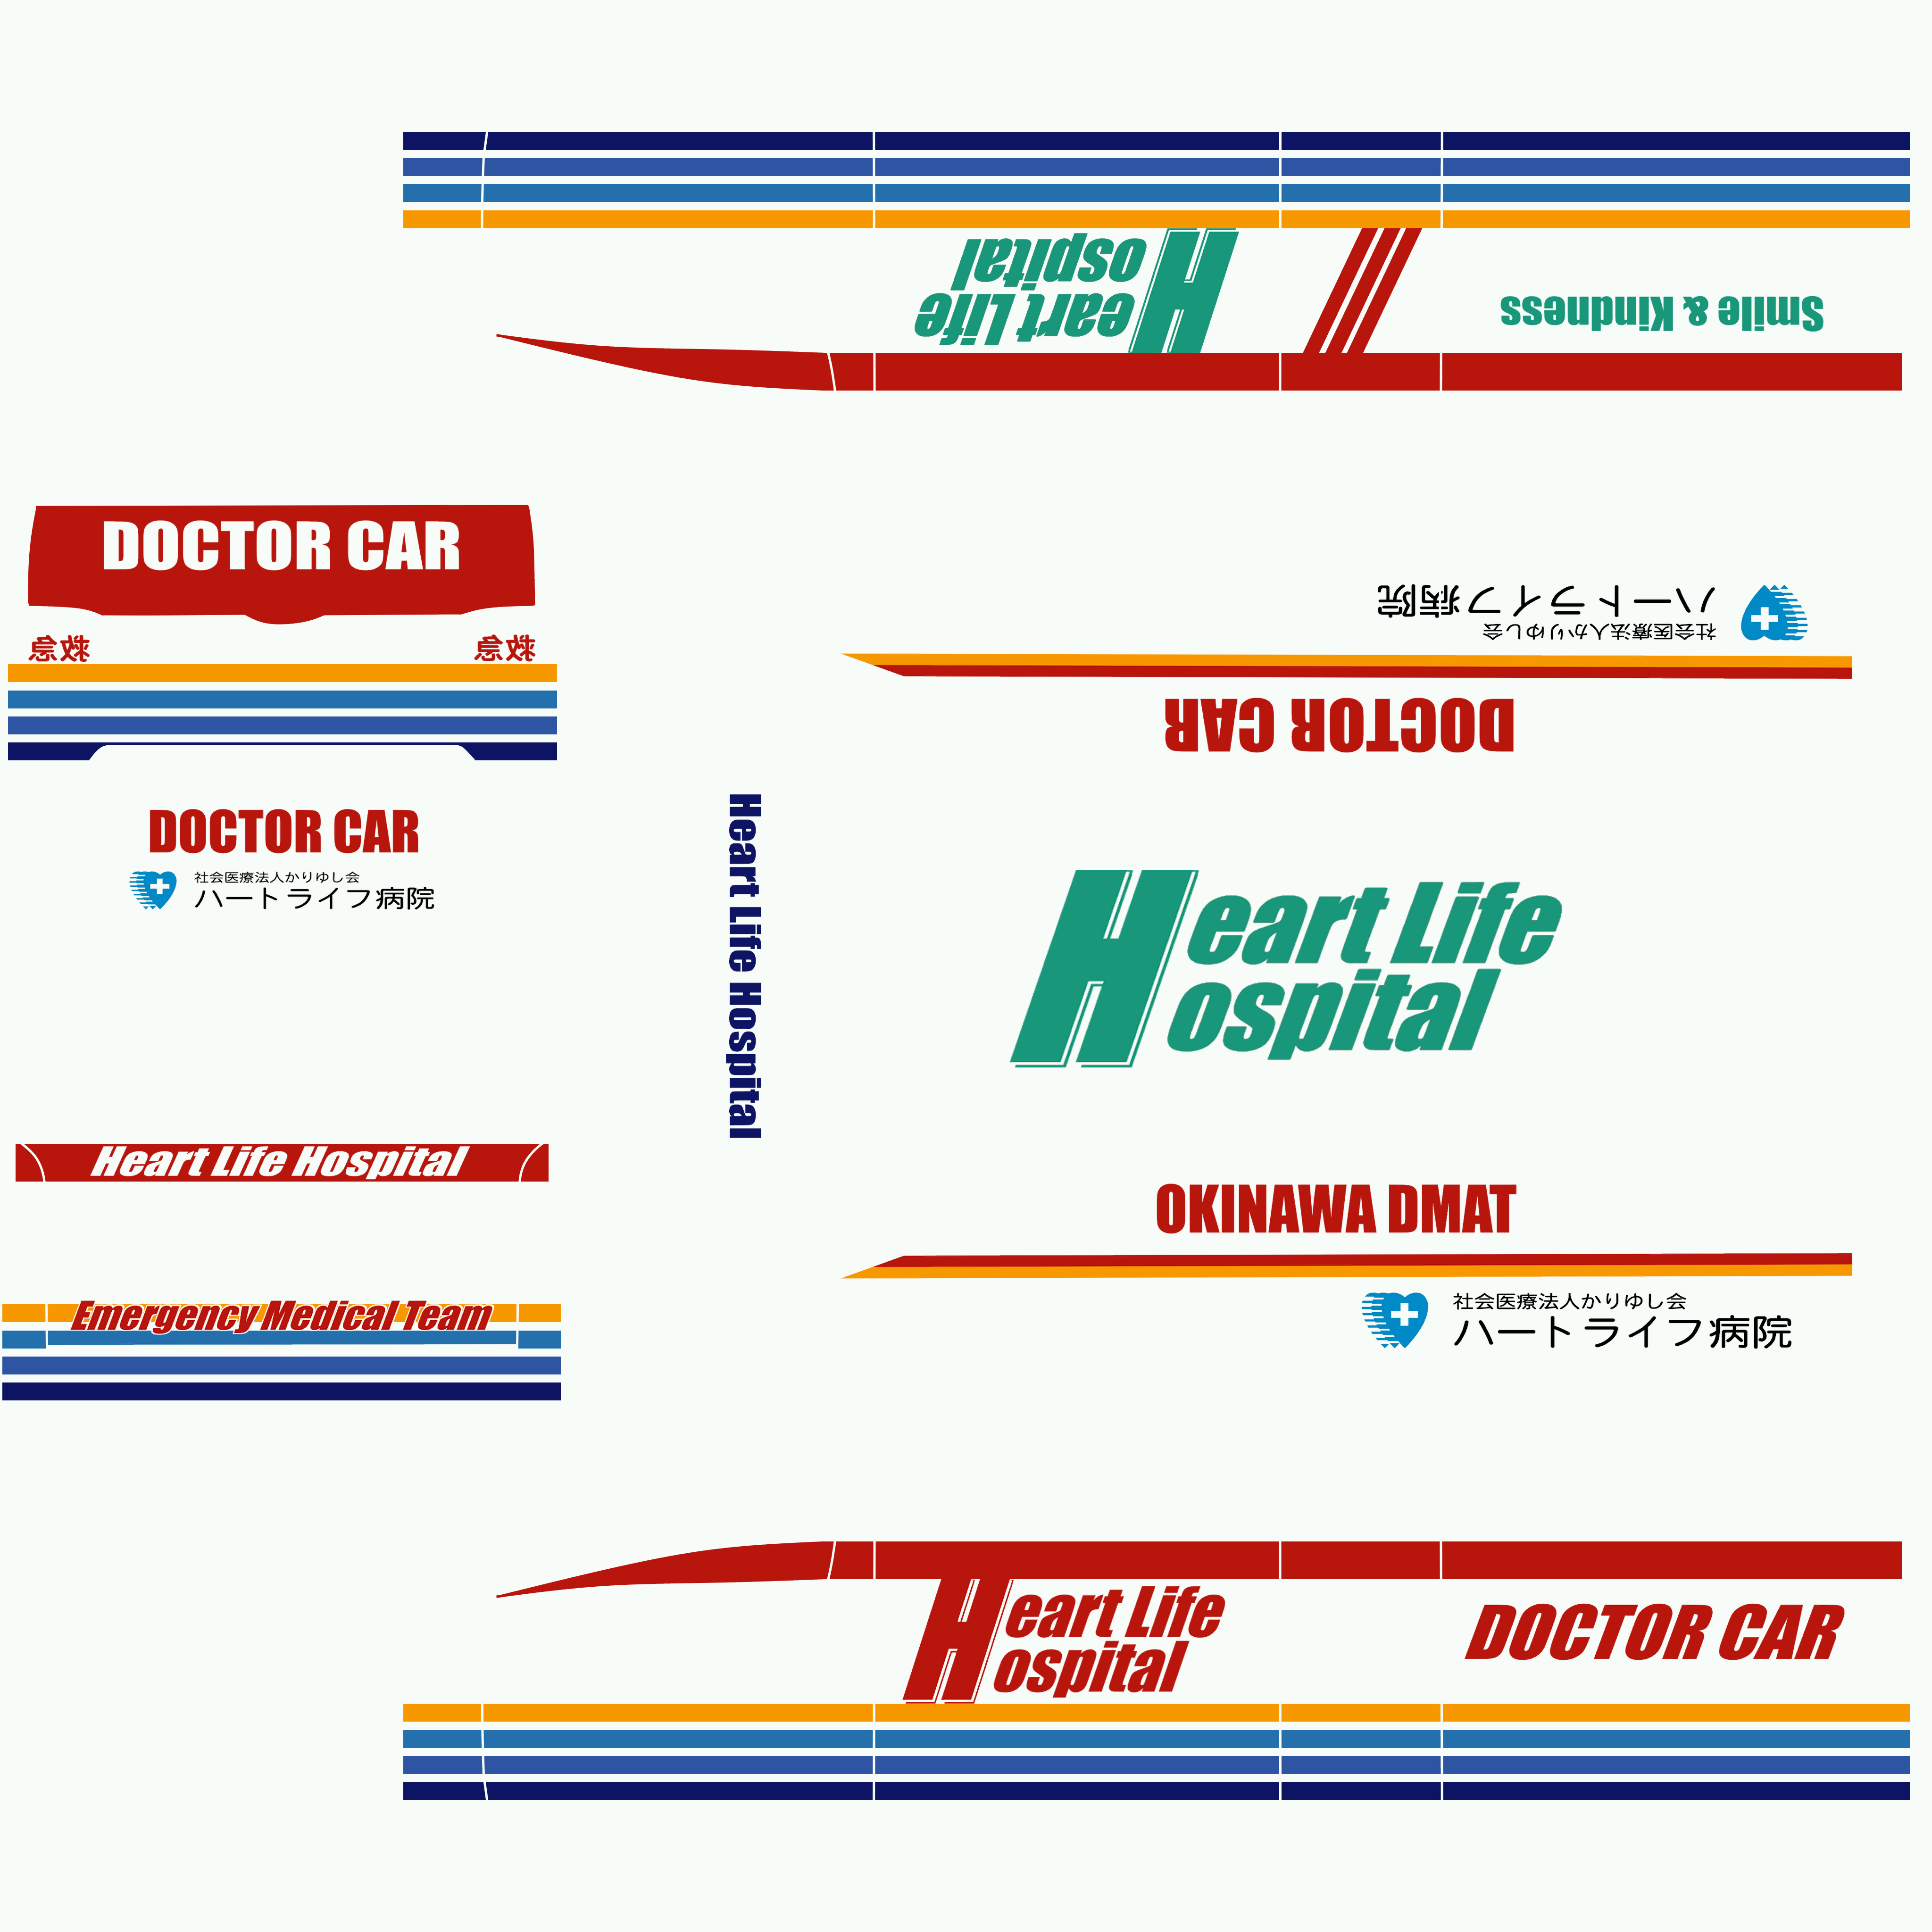 Heart Life
Hospital
Smile & Kindness
DOCTOR CAR
救急
救急
社会医療法人かりゆし会
ハートライフ病院
DOCTOR CAR
DOCTOR CAR
社会医療法人かりゆし会
ハートライフ病院
Heart Life Hospital
Heart Life
Hospital
Heart Life Hospital
OKINAWA DMAT
社会医療法人かりゆし会
ハートライフ病院
Emergency Medical Team
Heart Life
Hospital
DOCTOR CAR